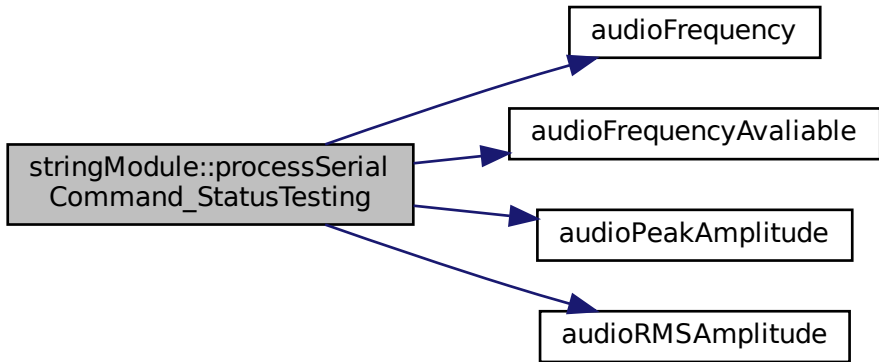 stringModule::processSerial
Command_StatusTesting
audioFrequency
audioFrequencyAvaliable
audioPeakAmplitude
audioRMSAmplitude